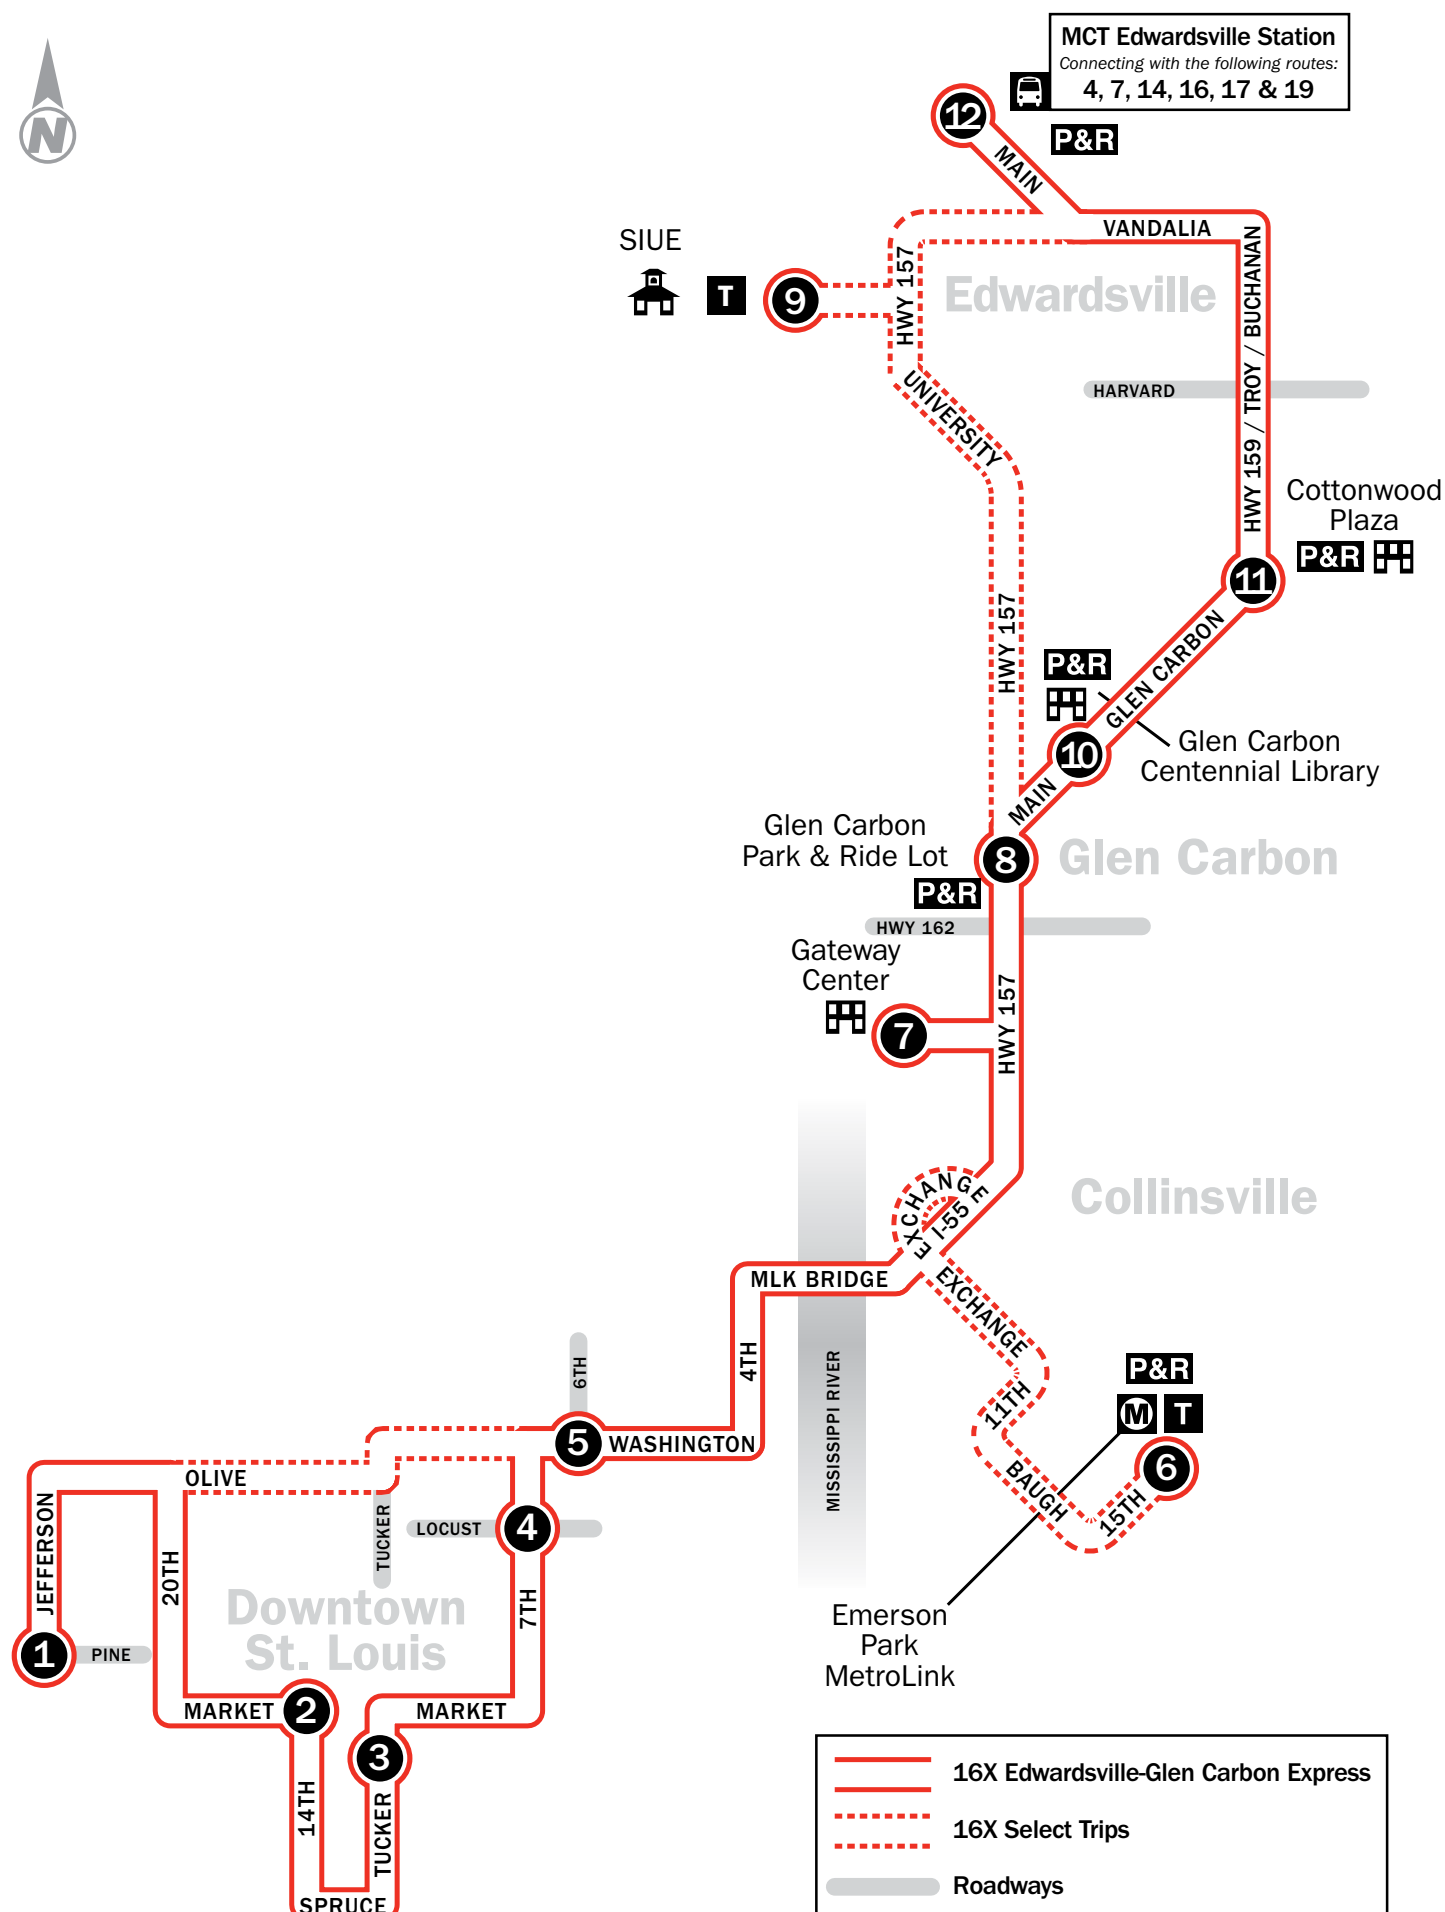 MCT Edwardsville Station
Connecting with the following routes:
4, 7, 14, 16, 17 & 19
N
12
P&R
MAIN
VANDALIA
SIUE
T
9
HWY 157
Edwardsville
HWY 159 / TROY / BUCHANAN
UNIVERSITY
HARVARD
Cottonwood
Plaza
P&R
11
HWY 157
P&R
GLEN CARBON
10
Glen Carbon
Centennial Library
MAIN
Glen Carbon
Park & Ride Lot
P&R
8
Glen Carbon
HWY 162
Gateway
Center
7
HWY 157
EXCHANGE
I-55
Collinsville
MLK BRIDGE
EXCHANGE
4TH
MISSISSIPPI RIVER
6TH
P&R
M
T
11TH
5
WASHINGTON
6
BAUGH
15TH
OLIVE
TUCKER
LOCUST
4
JEFFERSON
20TH
7TH
Downtown
St. Louis
Emerson
Park
MetroLink
1
PINE
MARKET
2
MARKET
3
14TH
TUCKER
SPRUCE
16X Edwardsville-Glen Carbon Express
16X Select Trips
Roadways